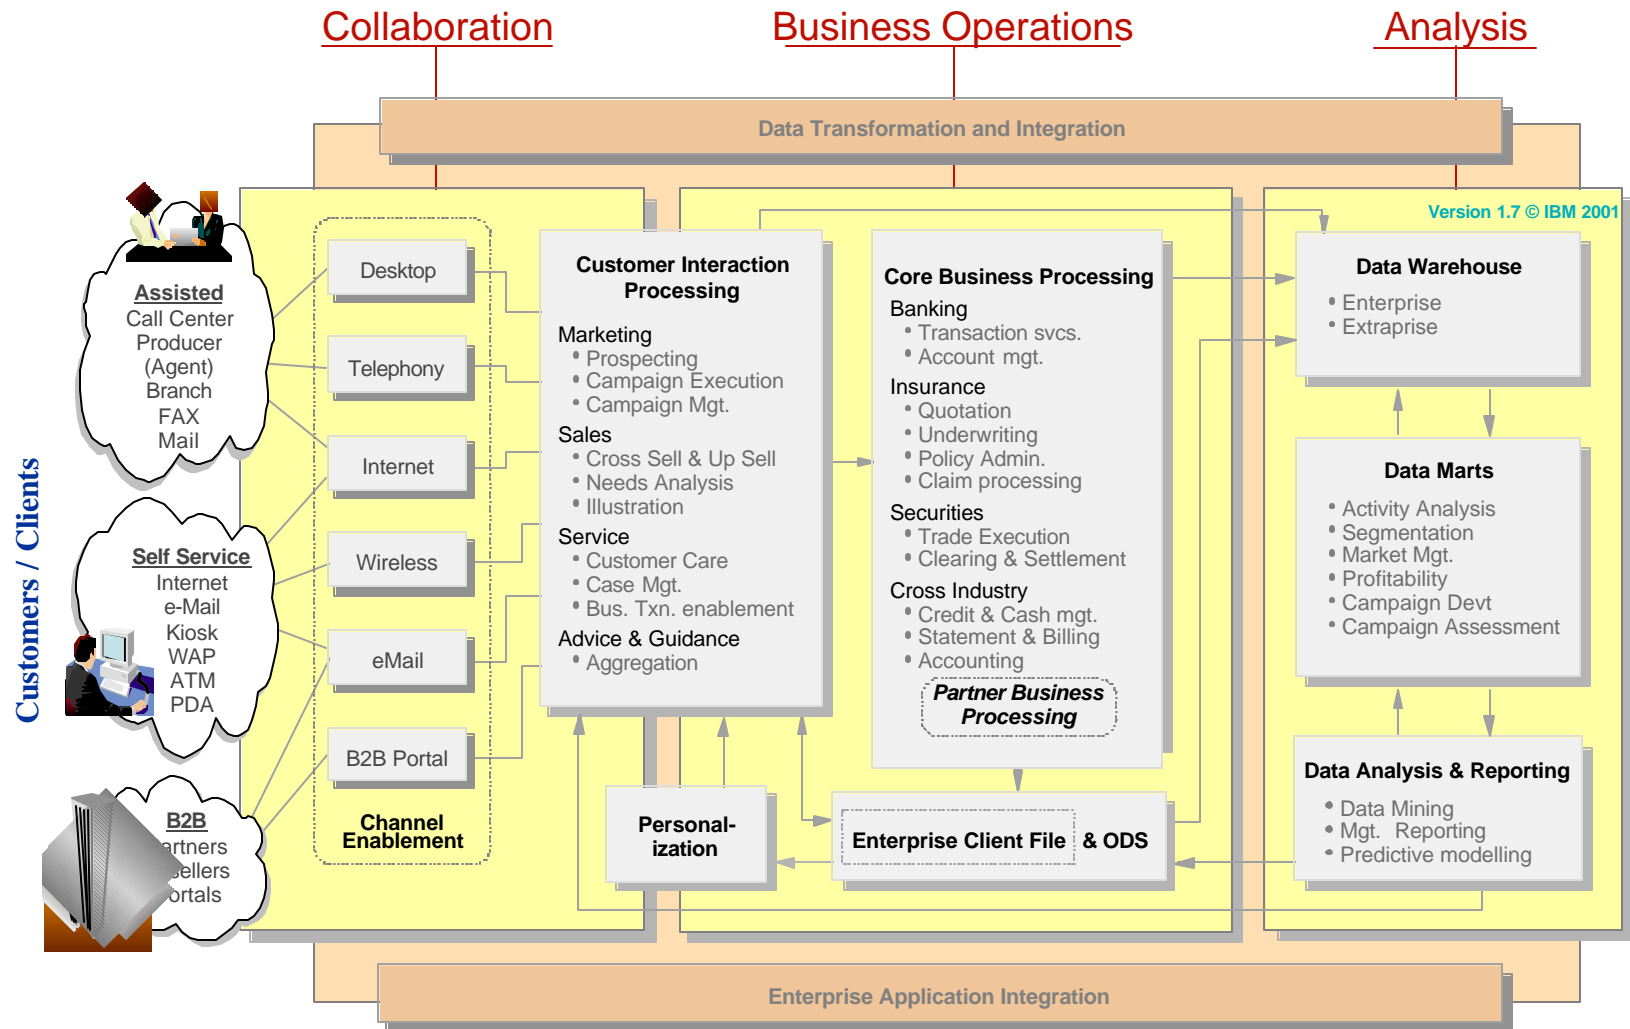 Collaboration
Business Operations
Analysis
Data Transformation and Integration
Version 1.7 © IBM 2001
Customers / Clients
Assisted
Call Center
Producer
(Agent)
Branch
FAX
Mail
Self Service
Internet
e-Mail
Kiosk
WAP
ATM
PDA
B2B
artners
sellers
ortals
Desktop
Telephony
Internet
Wireless
eMail
B2B Portal
Channel
Enablement
Customer Interaction
Processing
Marketing
• Prospecting
• Campaign Execution
• Campaign Mgt.
Sales
• Cross Sell & Up Sell
• Needs Analysis
• Illustration
Service
• Customer Care
• Case Mgt.
• Bus. Txn. enablement
Advice & Guidance
• Aggregation
Personal-
ization
Core Business Processing
Banking
• Transaction svcs.
• Account mgt.
Insurance
• Quotation
• Underwriting
• Policy Admin.
• Claim processing
Securities
• Trade Execution
• Clearing & Settlement
Cross Industry
• Credit & Cash mgt.
• Statement & Billing
• Accounting
Partner Business
Processing
Enterprise Client File & ODS
Data Warehouse
• Enterprise
• Extraprise
Data Marts
• Activity Analysis
• Segmentation
• Market Mgt.
• Profitability
• Campaign Devt
• Campaign Assessment
Data Analysis & Reporting
• Data Mining
• Mgt. Reporting
• Predictive modelling
Enterprise Application Integration